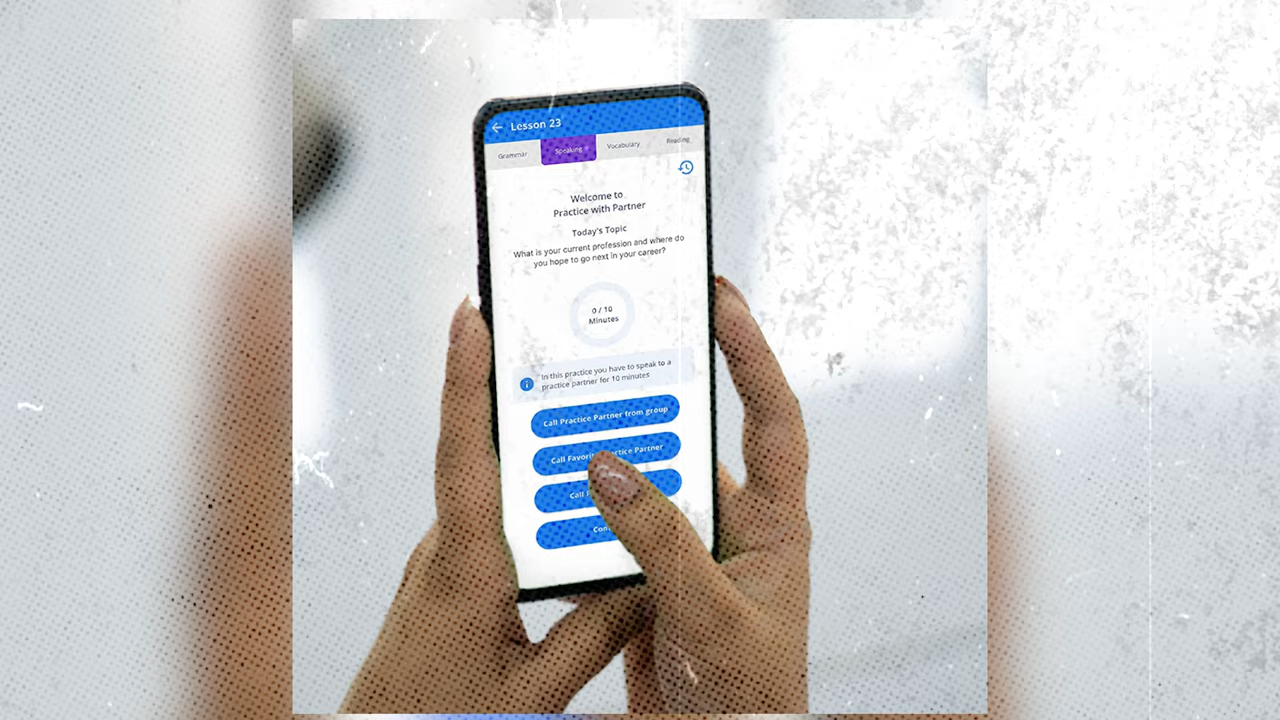 Lesson 23
Grammar
Speaking
Vocabulary
Reading
Welcome to
Practice with Partner
Today's Topic
What is your current profession and where do
you hope to go next in your career?
0 / 10
Minutes
In this practice you have to speak to a
practice partner for 10 minutes
Call Practice Partner from group
Call Partner
Call